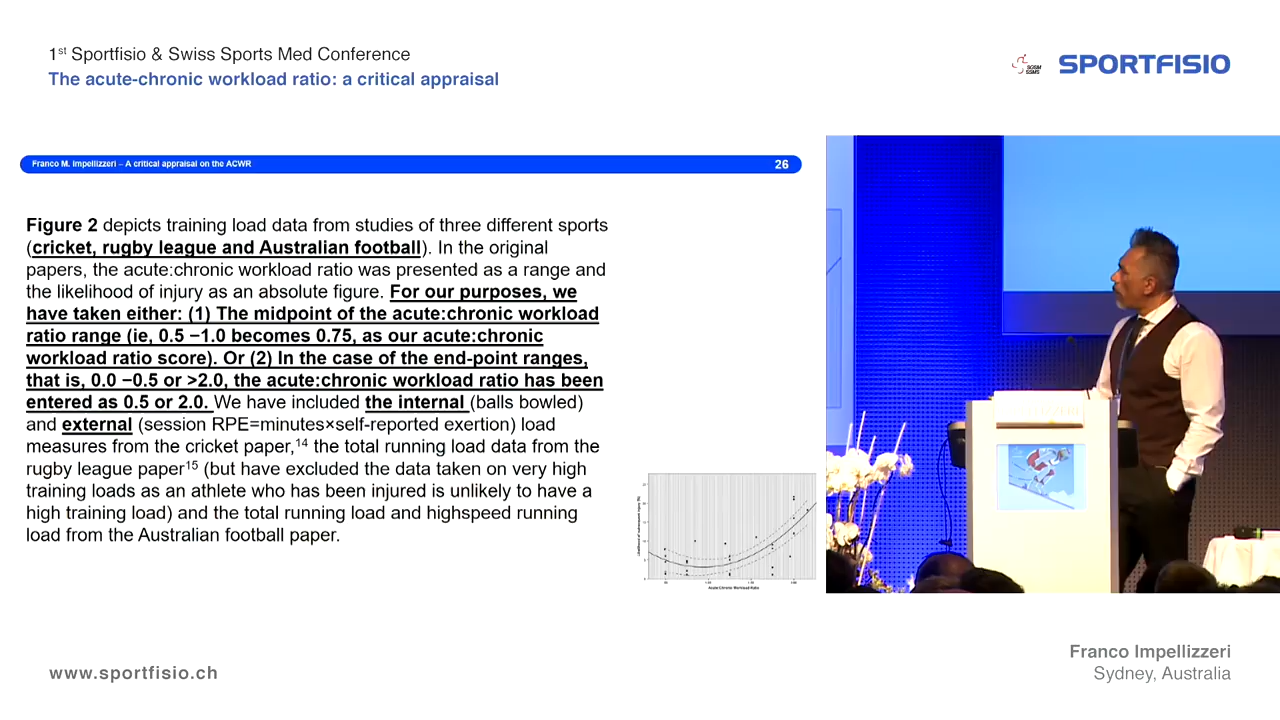 1st Sportfisio & Swiss Sports Med Conference
The acute-chronic workload ratio: a critical appraisal
SGSM
SSMS
SPORTFISIO
Franco M. Impellizzeri – A critical appraisal on the ACWR
26
Figure 2 depicts training load data from studies of three different sports
(cricket, rugby league and Australian football). In the original
papers, the acute:chronic workload ratio was presented as a range and
the likelihood of injury as an absolute figure. For our purposes, we
have taken either: (1) The midpoint of the acute:chronic workload
ratio range (ie, 0.5 −1.0 becomes 0.75, as our acute:chronic
workload ratio score). Or (2) In the case of the end-point ranges,
that is, 0.0 −0.5 or >2.0, the acute:chronic workload ratio has been
entered as 0.5 or 2.0. We have included the internal (balls bowled)
and external (session RPE=minutes×self-reported exertion) load
measures from the cricket paper,14 the total running load data from the
rugby league paper15 (but have excluded the data taken on very high
training loads as an athlete who has been injured is unlikely to have a
high training load) and the total running load and highspeed running
load from the Australian football paper.
Likelihood of subsequent injury (%)
Acute:Chronic Workload Ratio
www.sportfisio.ch
Franco Impellizzeri
Sydney, Australia